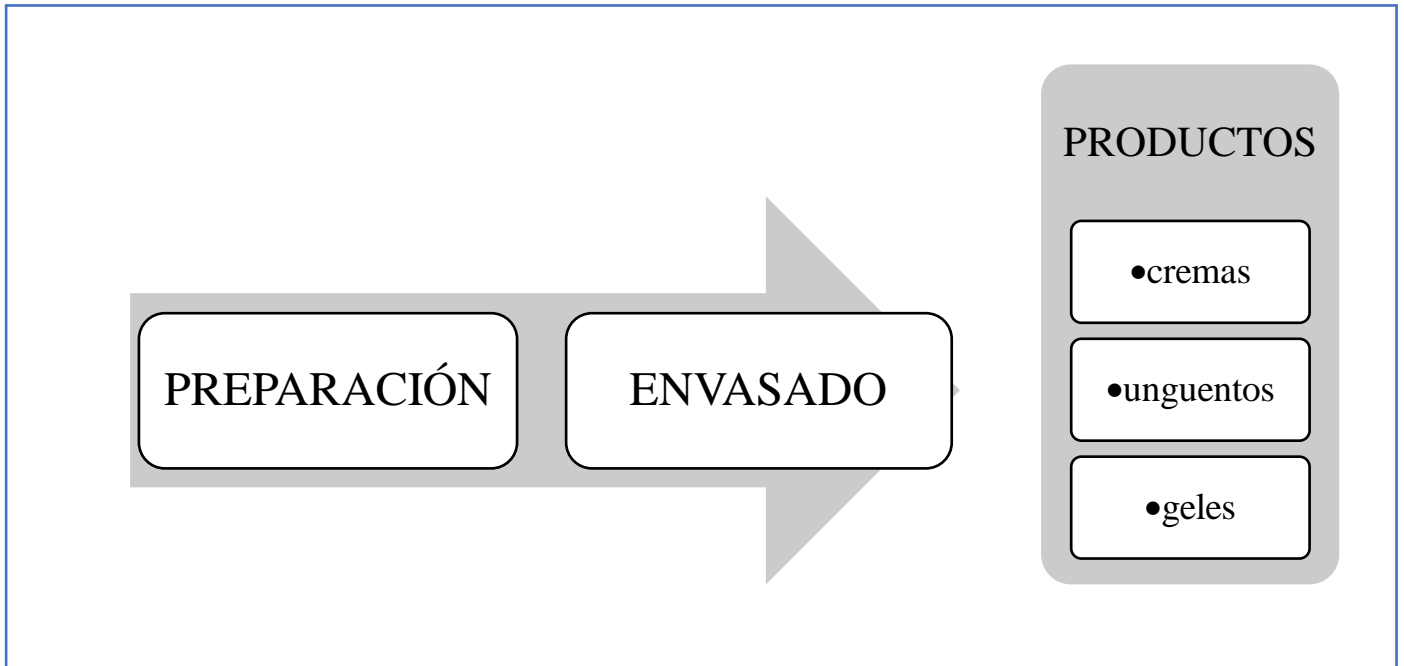 PREPARACIÓN
ENVASADO
PRODUCTOS
•cremas
•unguentos
•geles